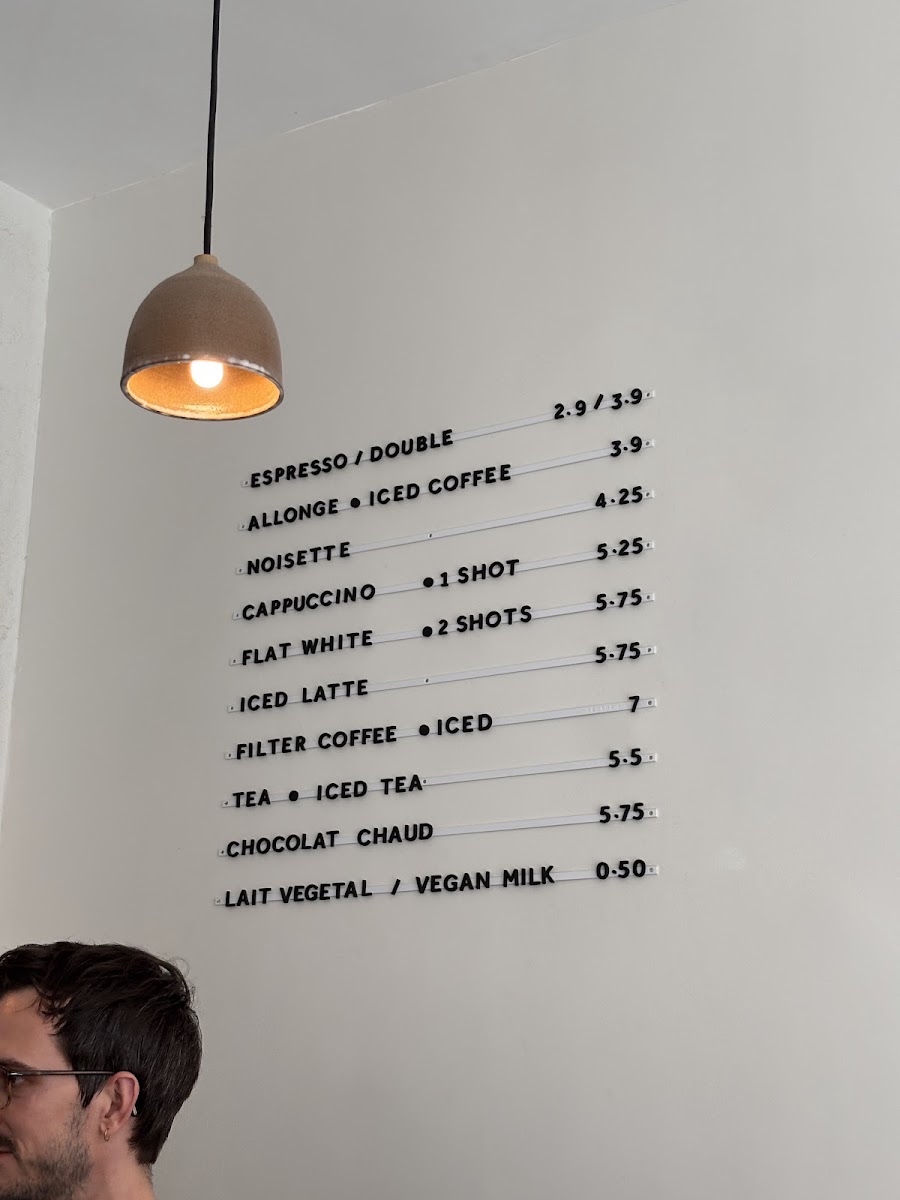 ESPRESSO / DOUBLE 2.9 / 3.9
ALLONGE • ICED COFFEE 3.9
NOISETTE 4.25
CAPPUCCINO • 1 SHOT 5.25
FLAT WHITE • 2 SHOTS 5.75
ICED LATTE 5.75
FILTER COFFEE • ICED 7
TEA • ICED TEA 5.5
CHOCOLAT CHAUD 5.75
LAIT VEGETAL / VEGAN MILK 0.50